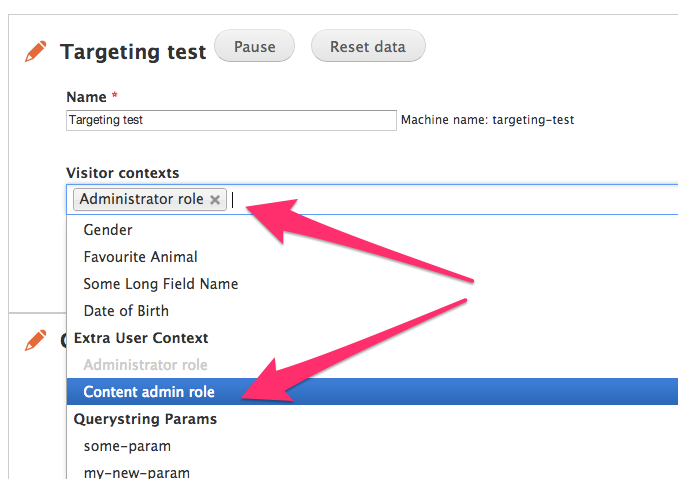 Targeting test Pause Reset data
Name *
Targeting test Machine name: targeting-test
Visitor contexts
Administrator role ×
Gender
Favourite Animal
Some Long Field Name
Date of Birth
Extra User Context
Administrator role
Content admin role
Querystring Params
some-param
my-new-param